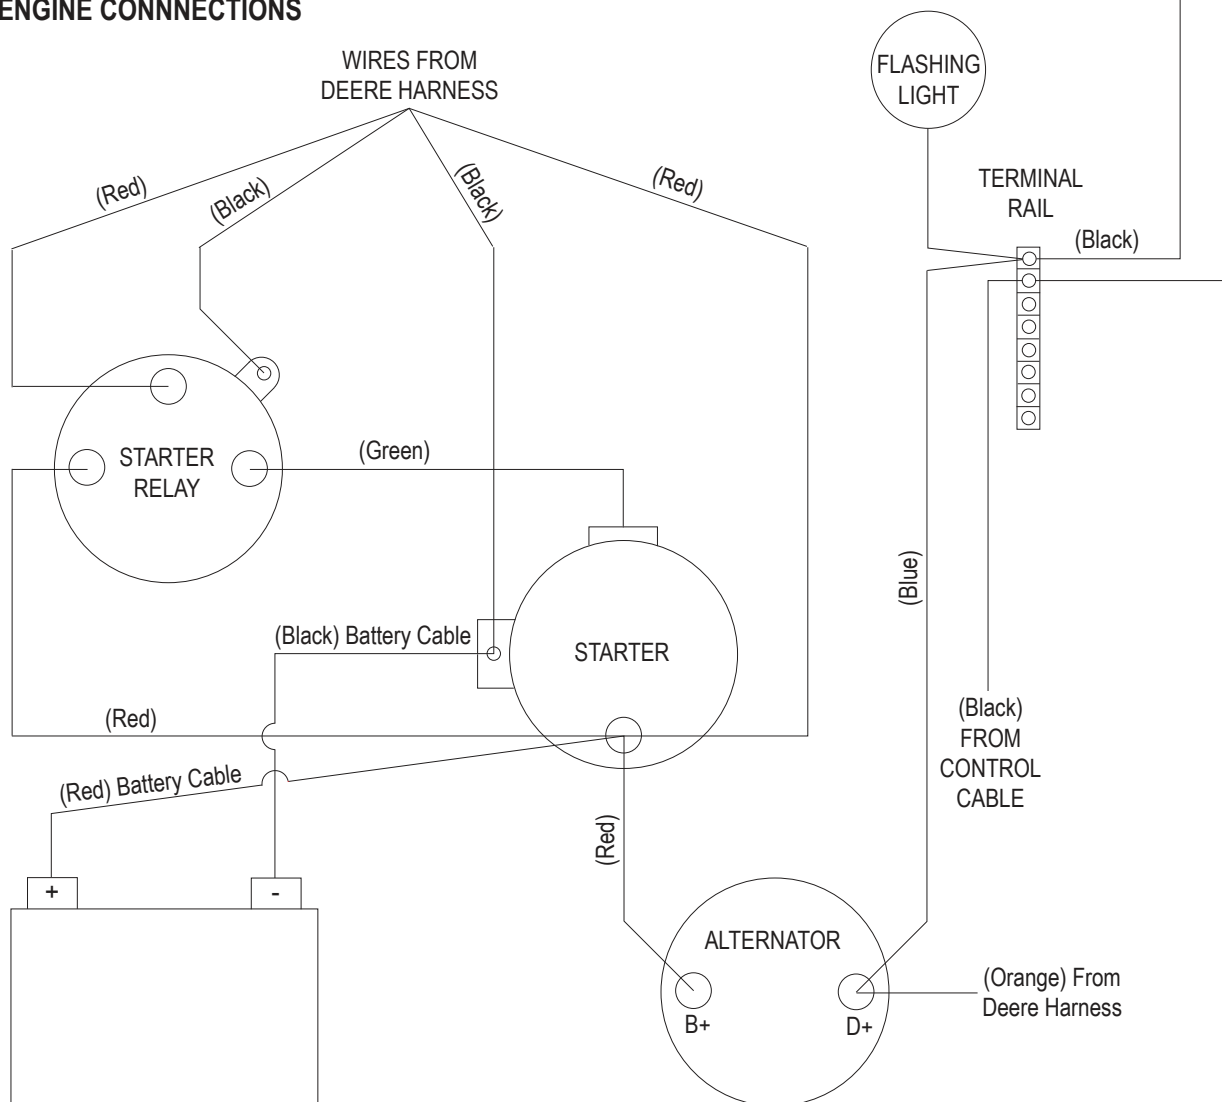 ENGINE CONNNECTIONS
WIRES FROM
DEERE HARNESS
FLASHING
LIGHT
TERMINAL
RAIL
(Red)
(Black)
(Black)
(Red)
(Black)
STARTER
RELAY
(Green)
(Blue)
(Black) Battery Cable
STARTER
(Red)
(Red) Battery Cable
(Black)
FROM
CONTROL
CABLE
(Red)
+
-
ALTERNATOR
B+
D+
(Orange) From
Deere Harness